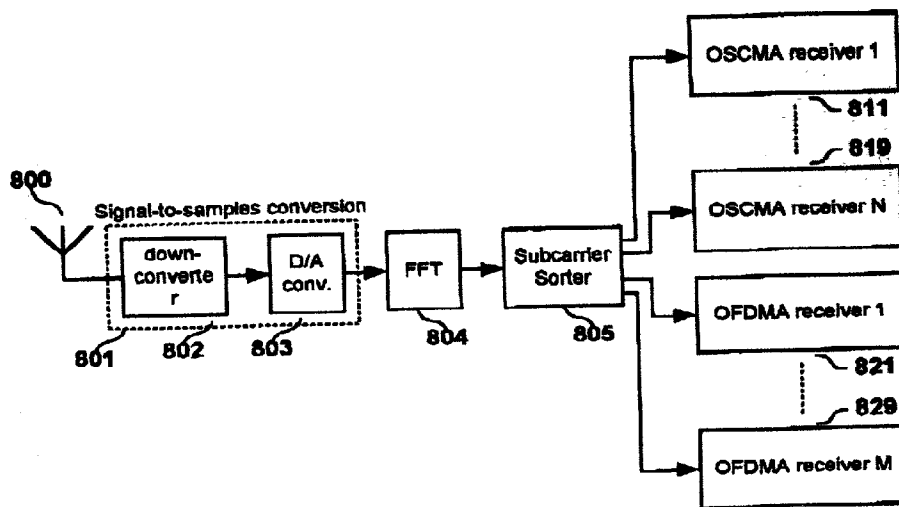 OSCMA receiver 1
811
819
800
Signal-to-samples conversion
OSCMA receiver N
down-
converte
r
D/A
conv.
FFT
Subcarrier
Sorter
OFDMA receiver 1
801
802
803
804
805
821
829
OFDMA receiver M